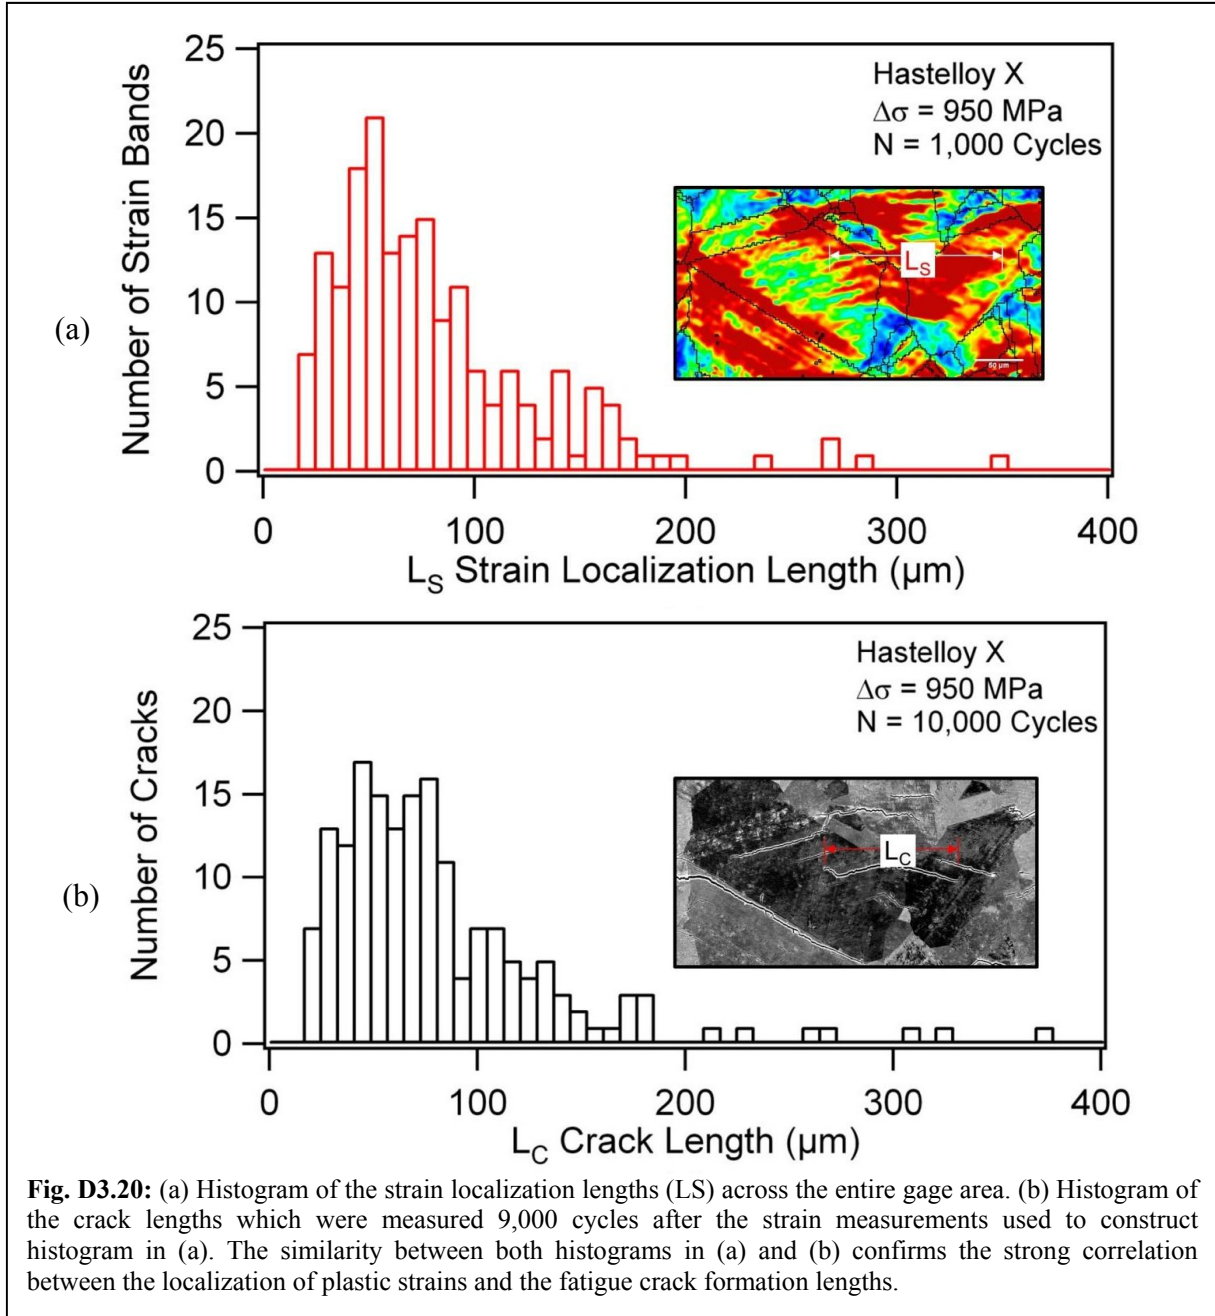 25
20
15
10
5
0
Number of Strain Bands
Hastelloy X
Δσ = 950 MPa
N = 1,000 Cycles
L_S
50 µm
(a)
0 100 200 300 400
L_S Strain Localization Length (µm)
25
20
15
10
5
0
Number of Cracks
Hastelloy X
Δσ = 950 MPa
N = 10,000 Cycles
L_C
(b)
0 100 200 300 400
L_C Crack Length (µm)
Fig. D3.20: (a) Histogram of the strain localization lengths (LS) across the entire gage area. (b) Histogram of
the crack lengths which were measured 9,000 cycles after the strain measurements used to construct
histogram in (a). The similarity between both histograms in (a) and (b) confirms the strong correlation
between the localization of plastic strains and the fatigue crack formation lengths.